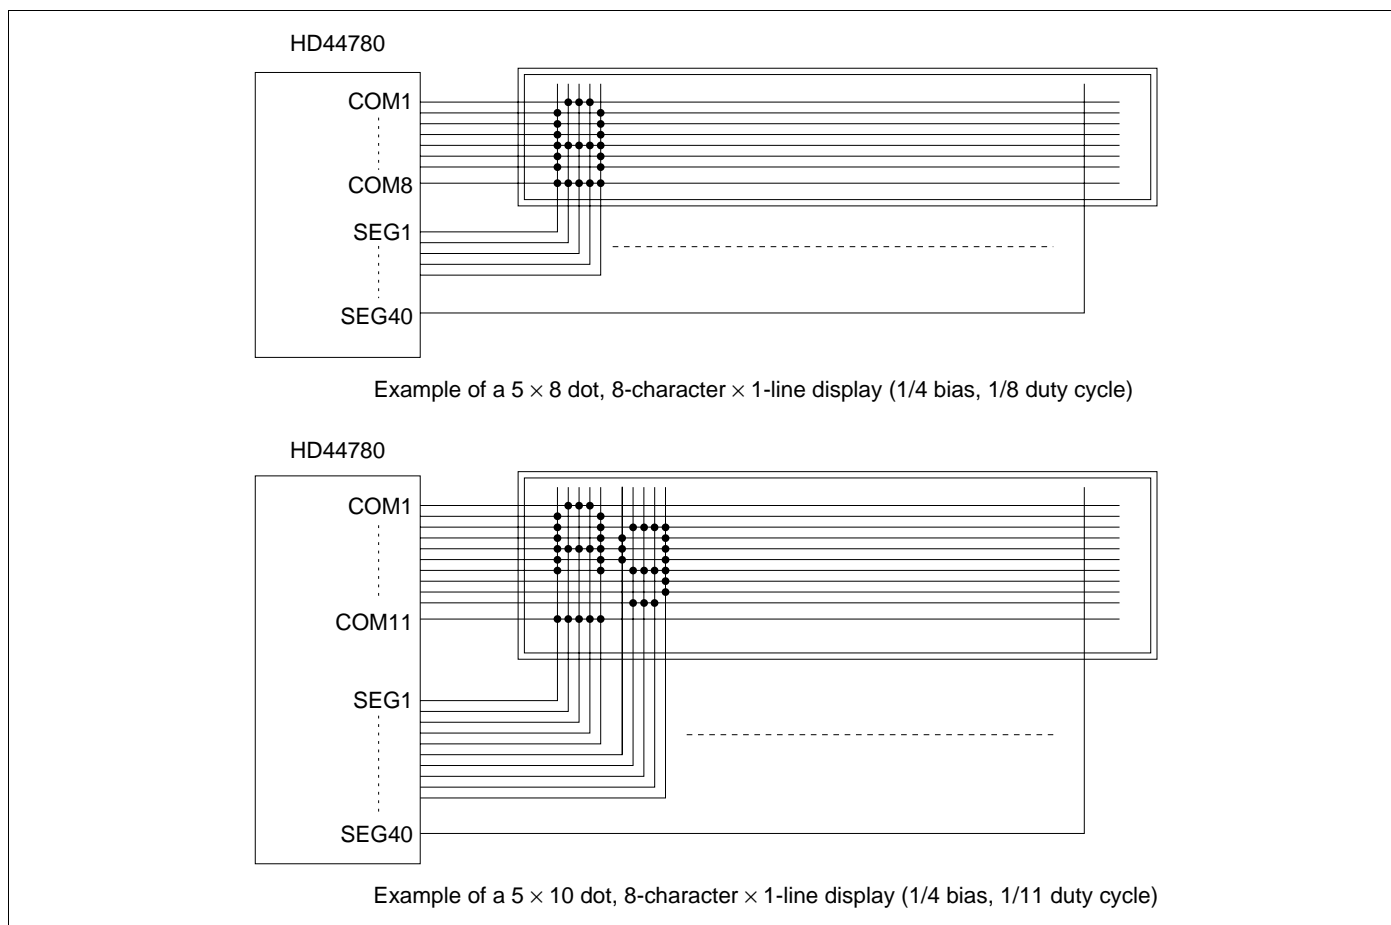 HD44780
COM1
COM8
SEG1
SEG40
Example of a 5 × 8 dot, 8-character × 1-line display (1/4 bias, 1/8 duty cycle)
HD44780
COM1
COM11
SEG1
SEG40
Example of a 5 × 10 dot, 8-character × 1-line display (1/4 bias, 1/11 duty cycle)